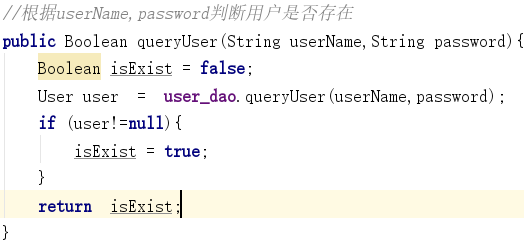 //根据userName,password判断用户是否存在
public Boolean queryUser(String userName,String password){
    Boolean isExist = false;
    User user  =  user_dao.queryUser(userName,password);
    if (user!=null){
        isExist = true;
    }
    return  isExist;
}